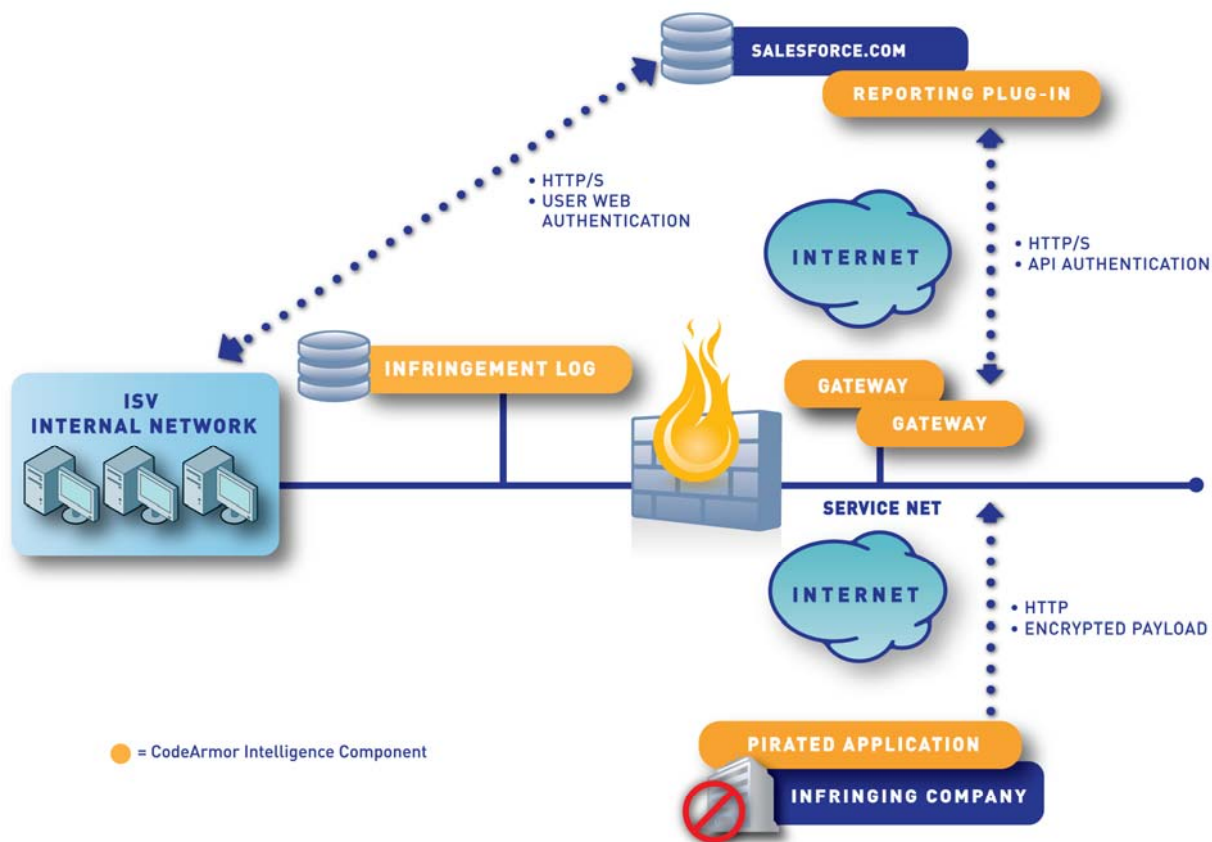 SALESFORCE.COM
REPORTING PLUG-IN
• HTTP/S
• USER WEB
AUTHENTICATION
INTERNET
• HTTP/S
• API AUTHENTICATION
INFRINGEMENT LOG
GATEWAY
GATEWAY
ISV
INTERNAL NETWORK
SERVICE NET
INTERNET
• HTTP
• ENCRYPTED PAYLOAD
PIRATED APPLICATION
INFRINGING COMPANY
= CodeArmor Intelligence Component